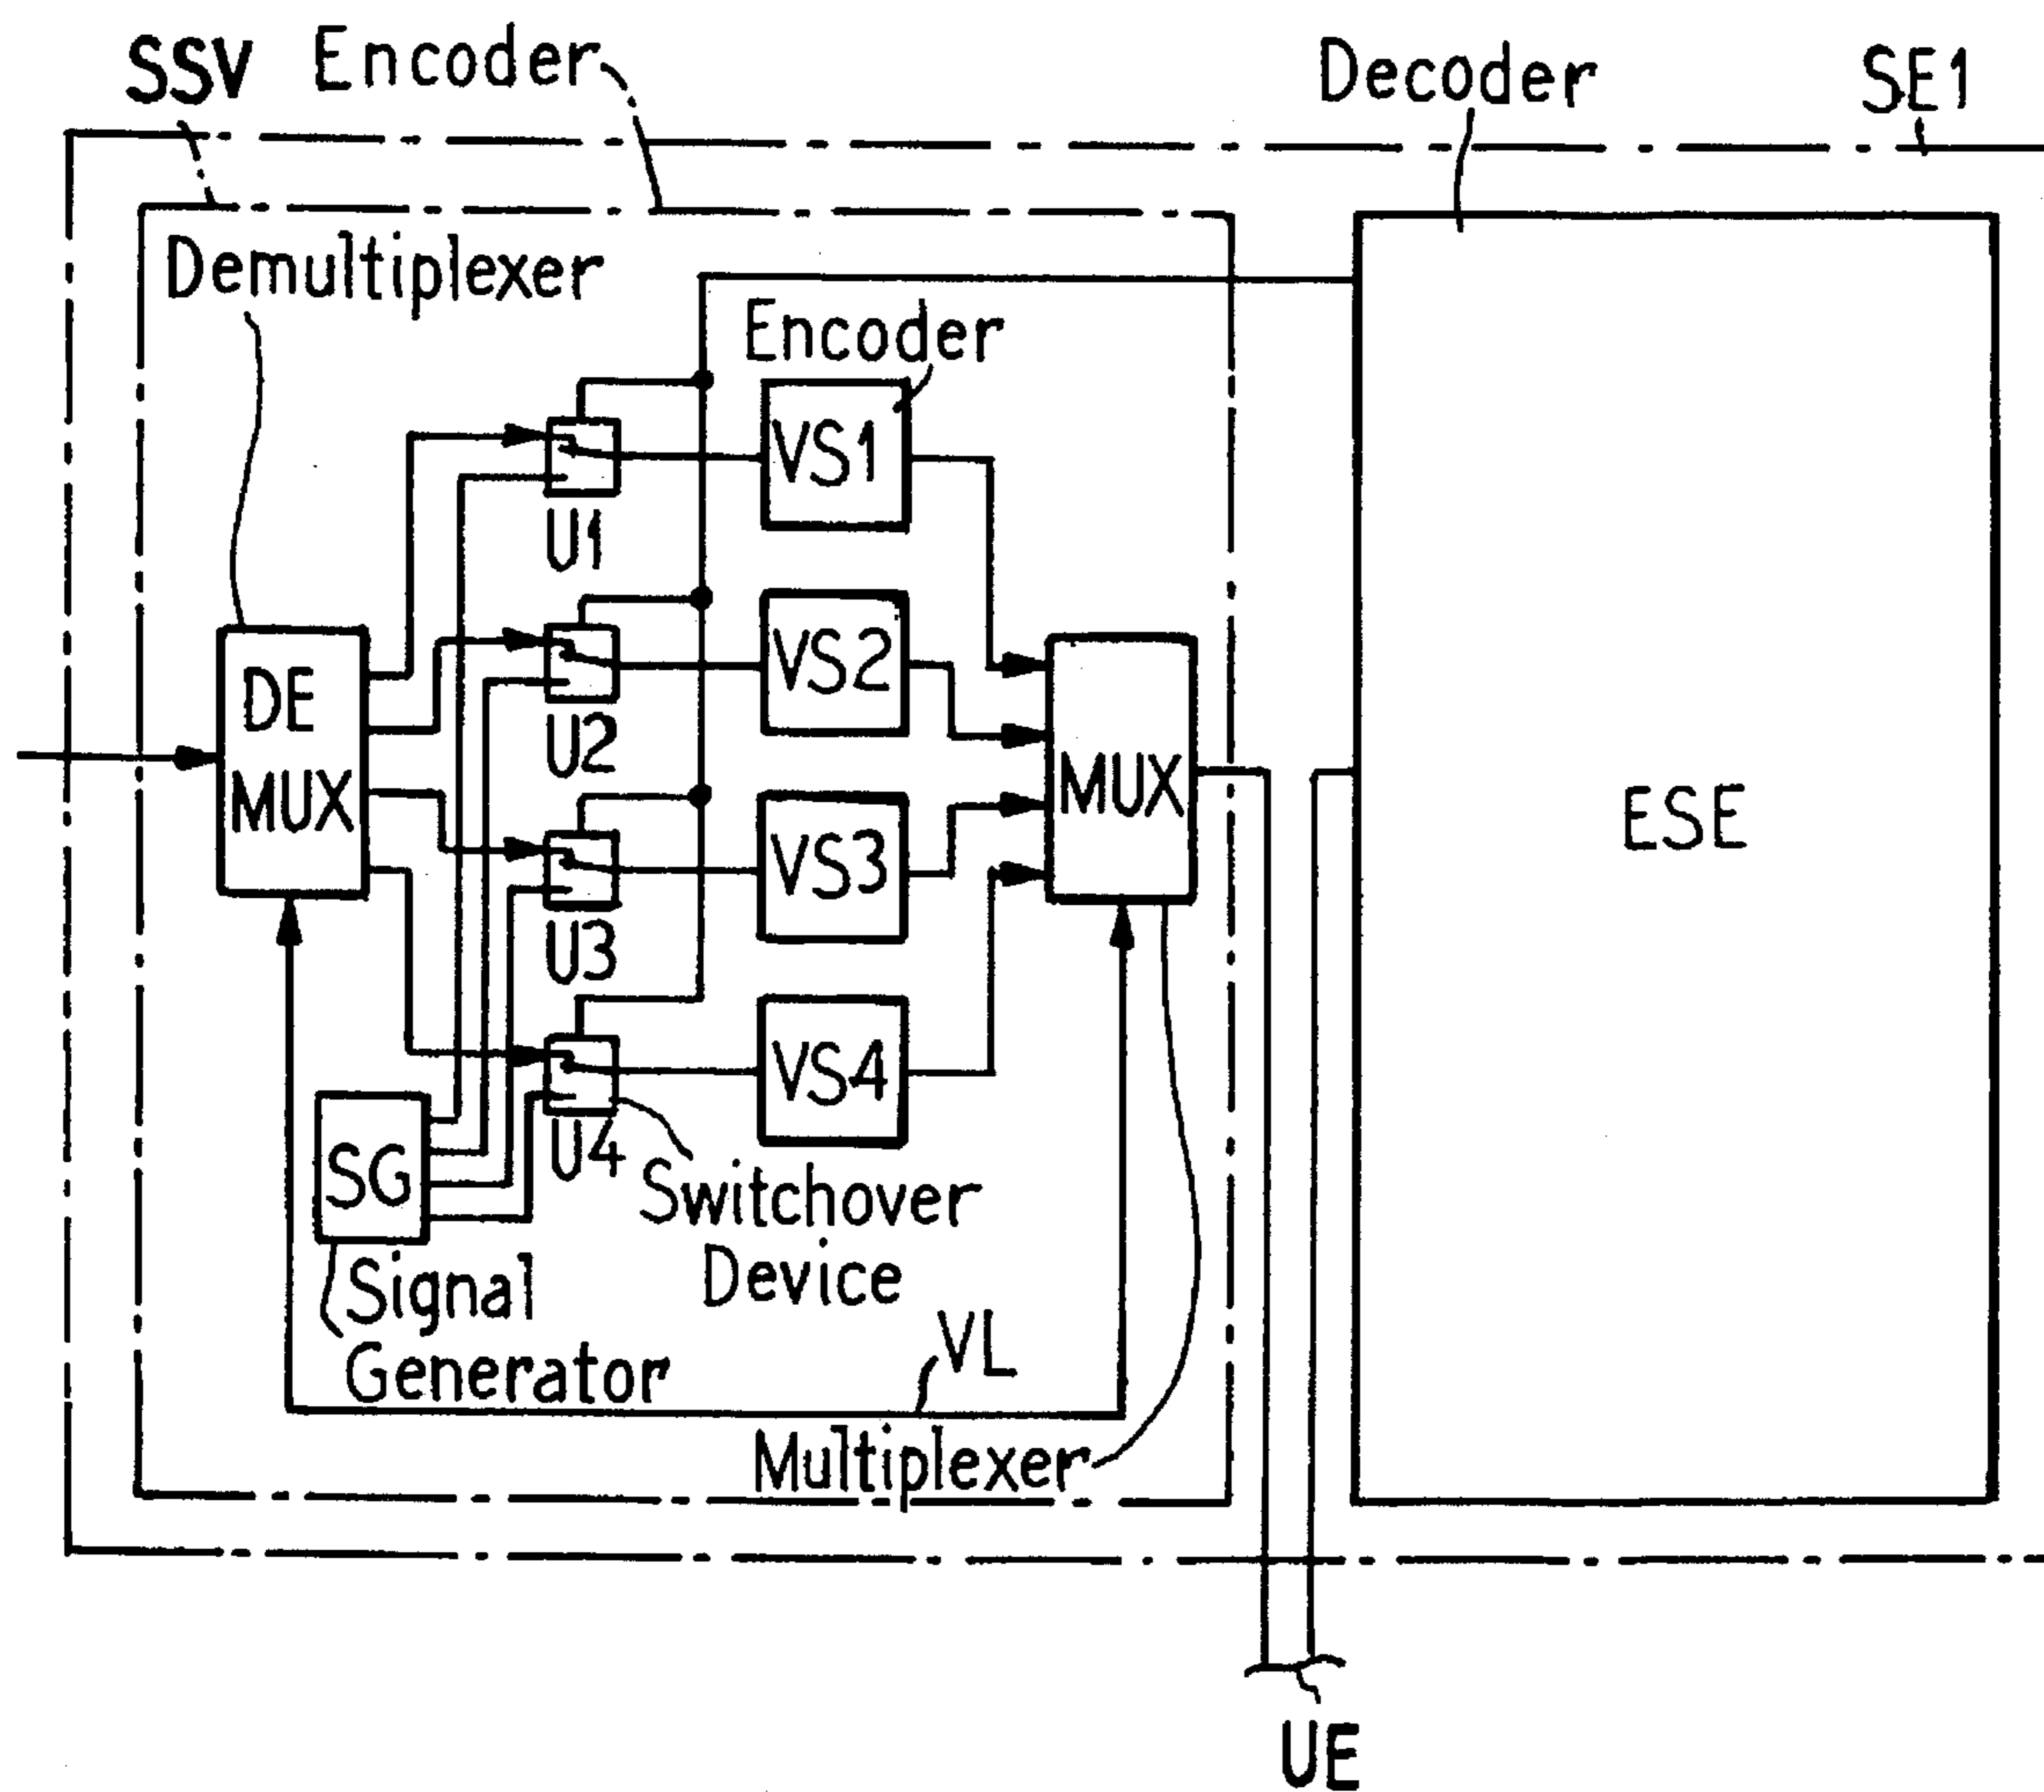 SSV
Encoder
Decoder
SE1
Demultiplexer
Encoder
VS1
U1
VS2
DE
MUX
U2
MUX
VS3
ESE
U3
VS4
U4
SG
Switchover
Device
Signal
Generator
VL
Multiplexer
UE